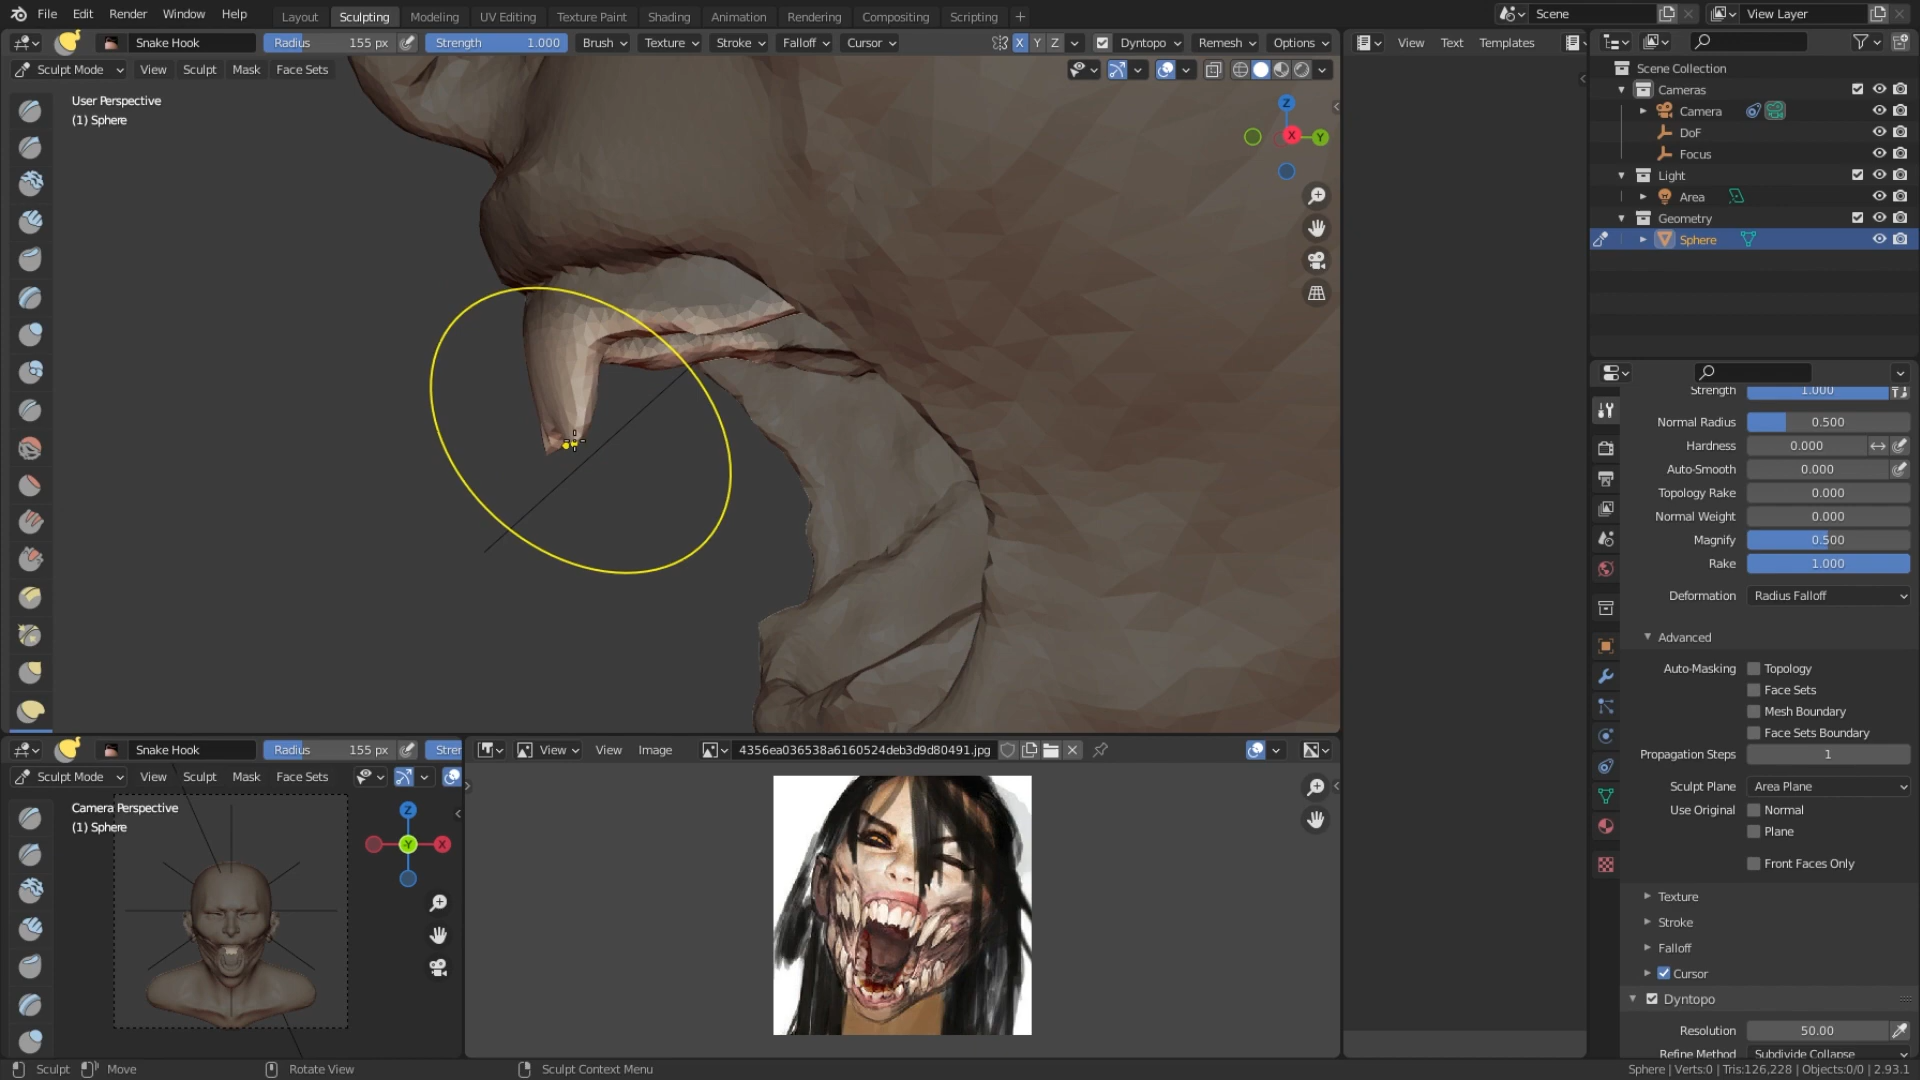 File Edit Render Window Help Layout Sculpting Modeling UV Editing Texture Paint Shading Animation Rendering Compositing Scripting + Scene View Layer
Snake Hook Radius 155 px Strength 1.000 Brush Texture Stroke Falloff Cursor X Y Z Dyntopo Remesh Options View Text Templates
Sculpt Mode View Sculpt Mask Face Sets
User Perspective
(1) Sphere
Z
X
Y
Scene Collection
Cameras
Camera
DoF
Focus
Light
Area
Geometry
Sphere
Strength 1.000
Normal Radius 0.500
Hardness 0.000
Auto-Smooth 0.000
Topology Rake 0.000
Normal Weight 0.000
Magnify 0.500
Rake 1.000
Deformation Radius Falloff
Advanced
Auto-Masking Topology
Face Sets
Mesh Boundary
Face Sets Boundary
Propagation Steps 1
Sculpt Plane Area Plane
Use Original Normal
Plane
Front Faces Only
Texture
Stroke
Falloff
Cursor
Dyntopo
Resolution 50.00
Refine Method Subdivide Collapse
Snake Hook Radius 155 px Strer
Sculpt Mode View Sculpt Mask Face Sets
Camera Perspective
(1) Sphere
Z
-Y
X
View View Image 4356ea036538a6160524deb3d9d80491.jpg
Sculpt Move Rotate View Sculpt Context Menu Sphere | Verts:0 | Tris:126,228 | Objects:0/0 | 2.93.1